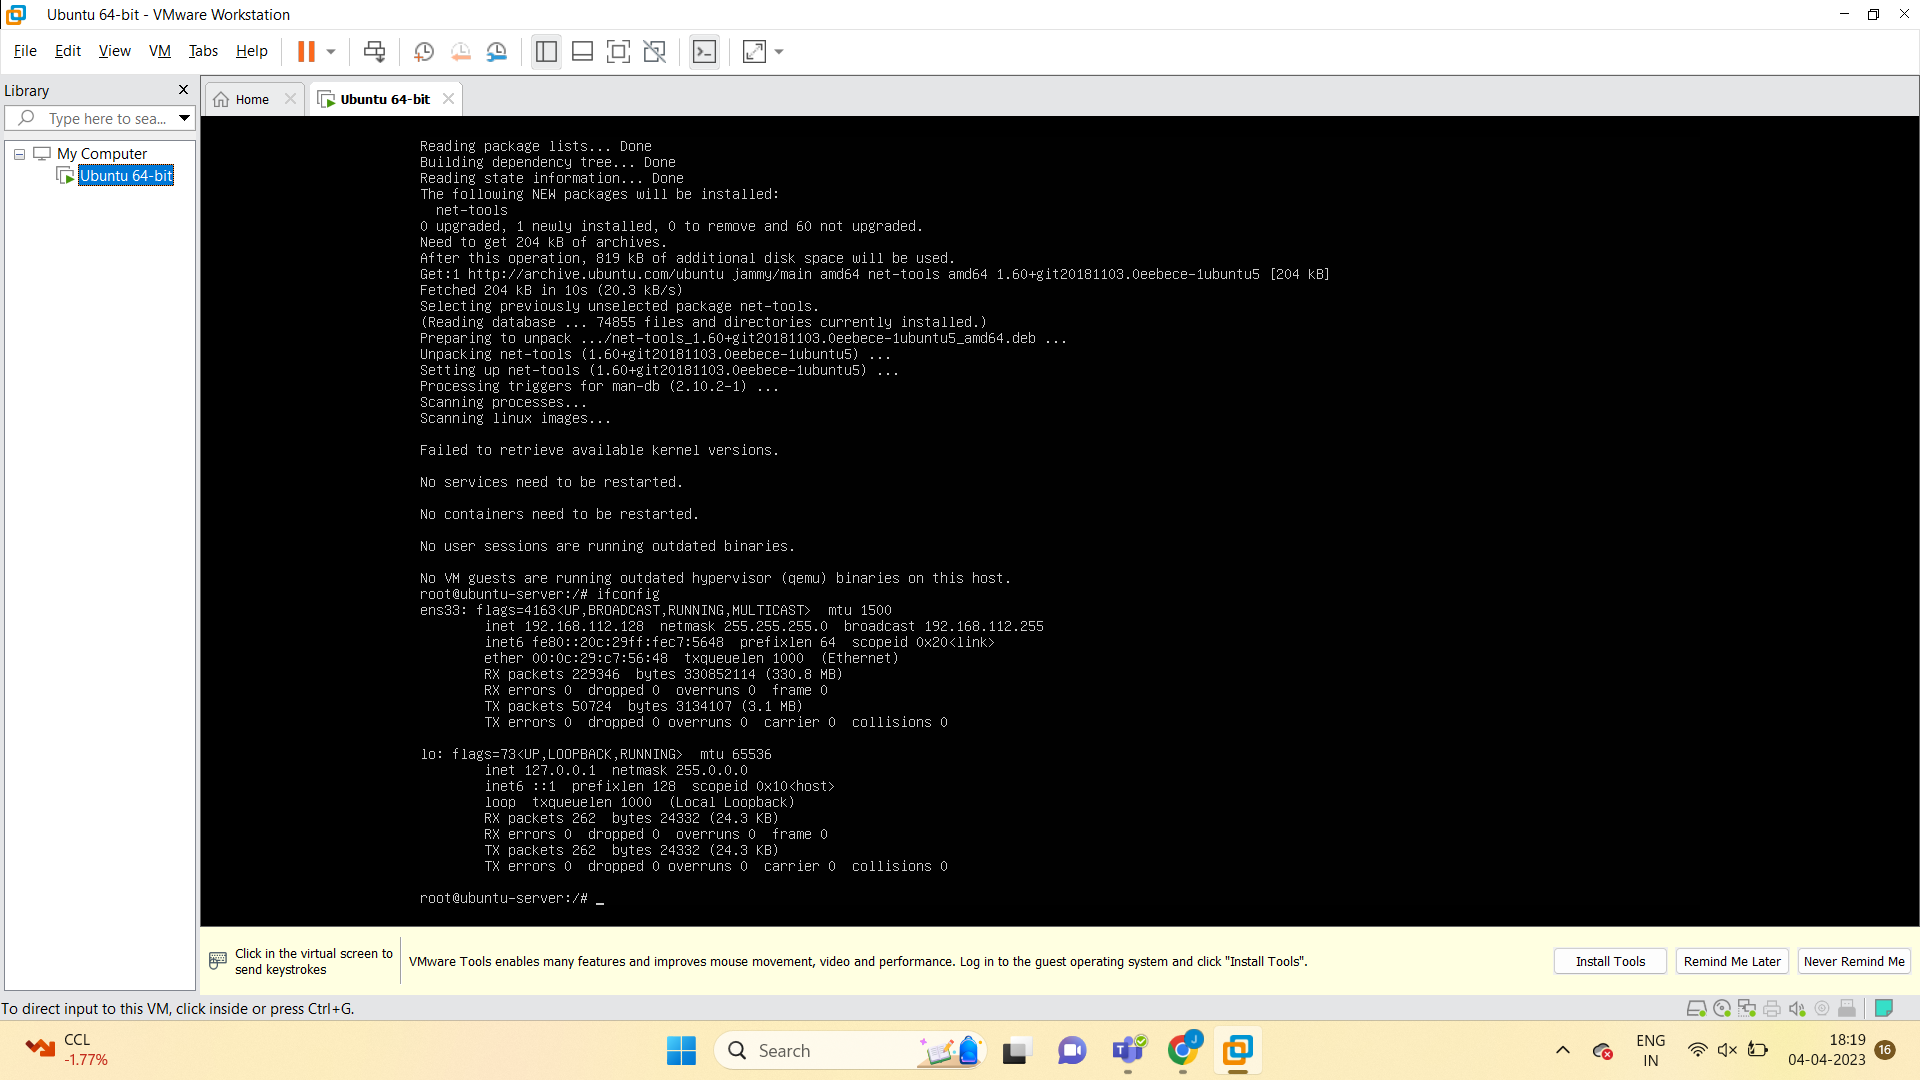 Ubuntu 64-bit - VMware Workstation
File Edit View VM Tabs Help
Library
Type here to sea...
My Computer
Ubuntu 64-bit
Home
Ubuntu 64-bit
Reading package lists... Done
Building dependency tree... Done
Reading state information... Done
The following NEW packages will be installed:
net-tools
0 upgraded, 1 newly installed, 0 to remove and 60 not upgraded.
Need to get 204 kB of archives.
After this operation, 819 kB of additional disk space will be used.
Get:1 http://archive.ubuntu.com/ubuntu jammy/main amd64 net-tools amd64 1.60+git20181103.0eebece-1ubuntu5 [204 kB]
Fetched 204 kB in 10s (20.3 kB/s)
Selecting previously unselected package net-tools.
(Reading database ... 74855 files and directories currently installed.)
Preparing to unpack .../net-tools_1.60+git20181103.0eebece-1ubuntu5_amd64.deb ...
Unpacking net-tools (1.60+git20181103.0eebece-1ubuntu5) ...
Setting up net-tools (1.60+git20181103.0eebece-1ubuntu5) ...
Processing triggers for man-db (2.10.2-1) ...
Scanning processes...
Scanning linux images...
Failed to retrieve available kernel versions.
No services need to be restarted.
No containers need to be restarted.
No user sessions are running outdated binaries.
No VM guests are running outdated hypervisor (qemu) binaries on this host.
root@ubuntu-server:/# ifconfig
ens33: flags=4163<UP,BROADCAST,RUNNING,MULTICAST>  mtu 1500
inet 192.168.112.128  netmask 255.255.255.0  broadcast 192.168.112.255
inet6 fe80::20c:29ff:fec7:5648  prefixlen 64  scopeid 0x20<link>
ether 00:0c:29:c7:56:48  txqueuelen 1000  (Ethernet)
RX packets 229346  bytes 330852114 (330.8 MB)
RX errors 0  dropped 0  overruns 0  frame 0
TX packets 50724  bytes 3134107 (3.1 MB)
TX errors 0  dropped 0 overruns 0  carrier 0  collisions 0
lo: flags=73<UP,LOOPBACK,RUNNING>  mtu 65536
inet 127.0.0.1  netmask 255.0.0.0
inet6 ::1  prefixlen 128  scopeid 0x10<host>
loop  txqueuelen 1000  (Local Loopback)
RX packets 262  bytes 24332 (24.3 KB)
RX errors 0  dropped 0  overruns 0  frame 0
TX packets 262  bytes 24332 (24.3 KB)
TX errors 0  dropped 0 overruns 0  carrier 0  collisions 0
root@ubuntu-server:/# _
Click in the virtual screen to
send keystrokes
VMware Tools enables many features and improves mouse movement, video and performance. Log in to the guest operating system and click "Install Tools".
Install Tools
Remind Me Later
Never Remind Me
To direct input to this VM, click inside or press Ctrl+G.
CCL
-1.77%
Search
J
ENG
IN
18:19
04-04-2023
16